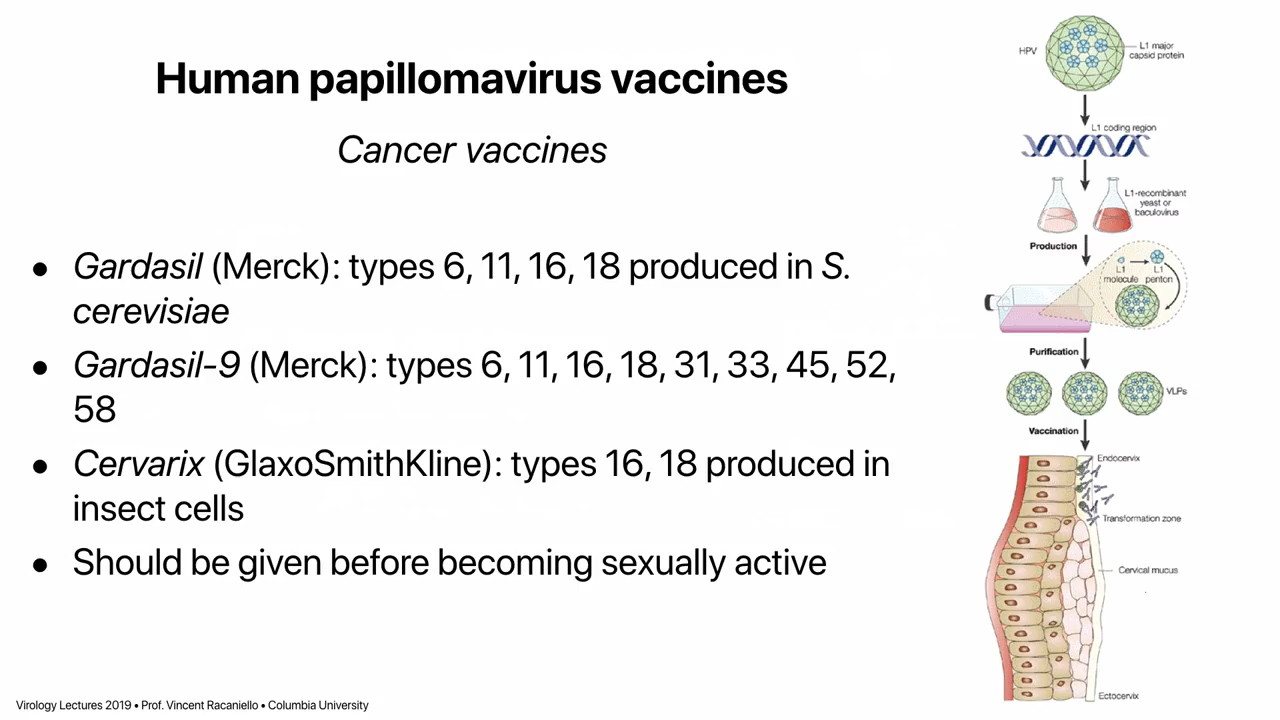 Human papillomavirus vaccines
Cancer vaccines
● Gardasil (Merck): types 6, 11, 16, 18 produced in S.
cerevisiae
● Gardasil-9 (Merck): types 6, 11, 16, 18, 31, 33, 45, 52,
58
● Cervarix (GlaxoSmithKline): types 16, 18 produced in
insect cells
● Should be given before becoming sexually active
Virology Lectures 2019 • Prof. Vincent Racaniello • Columbia University
HPV
L1 major
capsid protein
L1 coding region
L1-recombinant
yeast or
baculovirus
Production
L1
molecule
L1
penton
Purification
VLPs
Vaccination
Endocervix
Transformation zone
Cervical mucus
Ectocervix